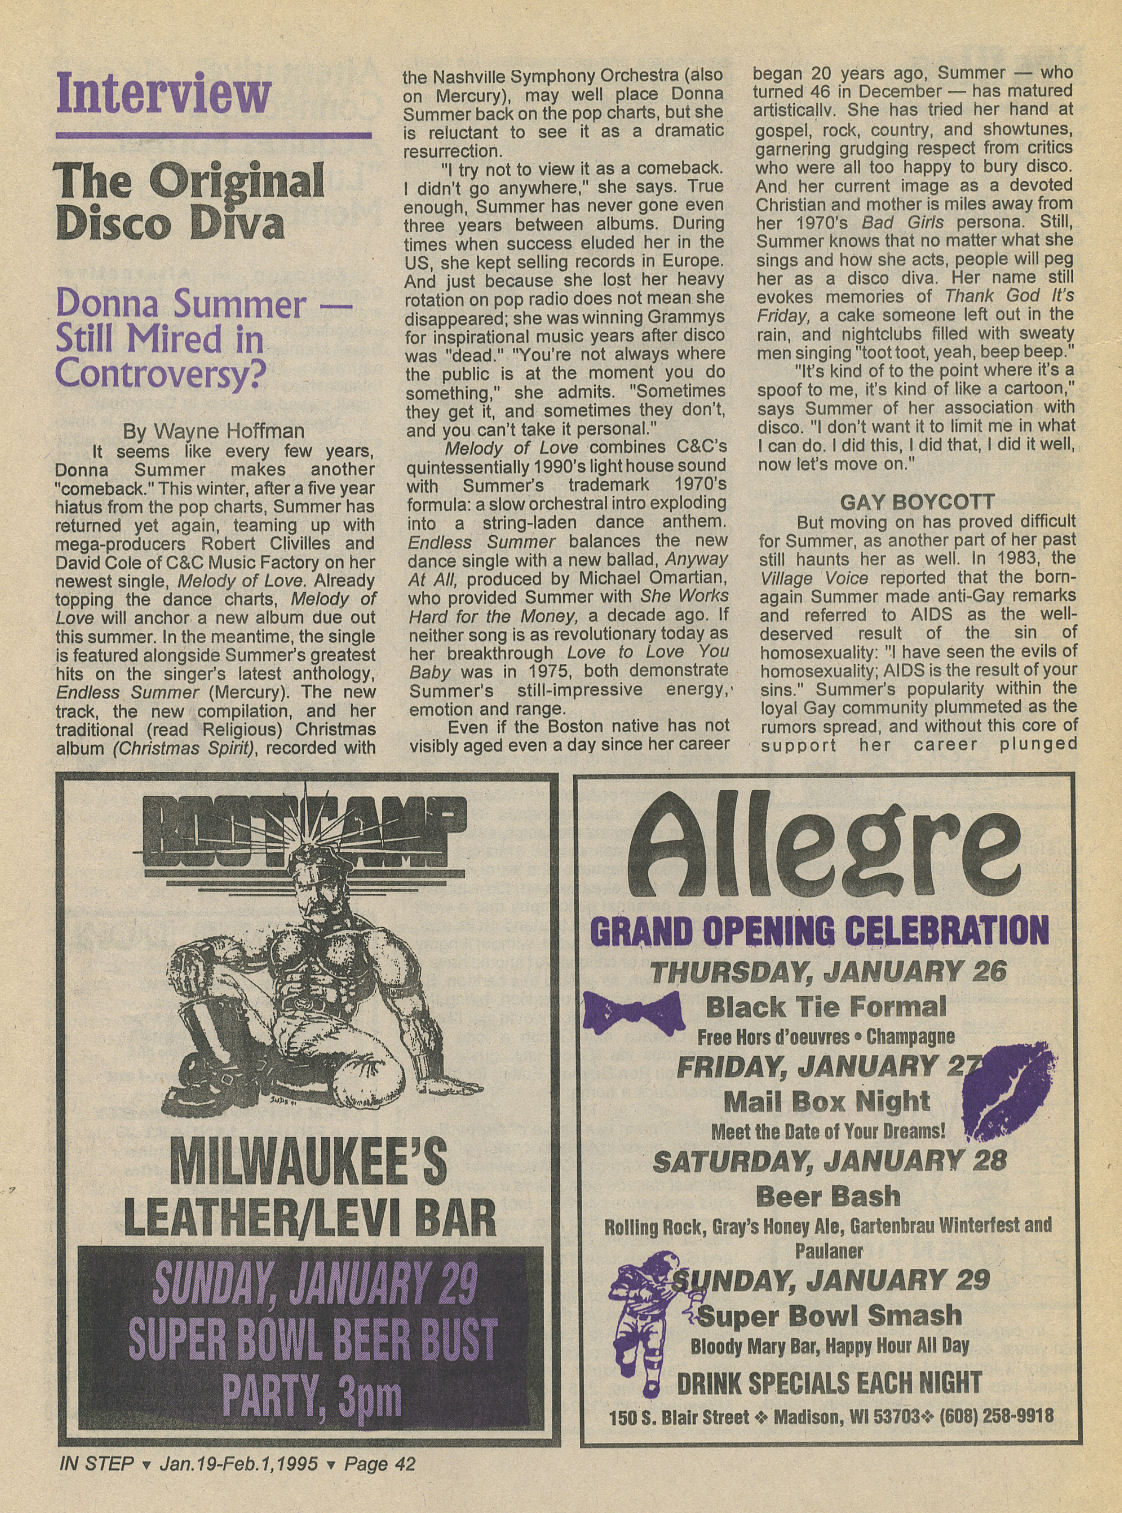 Interview
The Original
Disco Diva
Donna Summer —
Still Mired in
Controversy?
By Wayne Hoffman
It seems like every few years,
Donna Summer makes another
"comeback." This winter, after a five year
hiatus from the pop charts, Summer has
returned yet again, teaming up with
mega-producers Robert Clivilles and
David Cole of C&C Music Factory on her
newest single, Melody of Love. Already
topping the dance charts, Melody of
Love will anchor a new album due out
this summer. In the meantime, the single
is featured alongside Summer's greatest
hits on the singer's latest anthology,
Endless Summer (Mercury). The new
track, the new compilation, and her
traditional (read Religious) Christmas
album (Christmas Spirit), recorded with
the Nashville Symphony Orchestra (also
on Mercury), may well place Donna
Summer back on the pop charts, but she
is reluctant to see it as a dramatic
resurrection.
"I try not to view it as a comeback.
I didn't go anywhere," she says. True
enough, Summer has never gone even
three years between albums. During
times when success eluded her in the
US, she kept selling records in Europe.
And just because she lost her heavy
rotation on pop radio does not mean she
disappeared; she was winning Grammys
for inspirational music years after disco
was "dead." "You're not always where
the public is at the moment you do
something," she admits. "Sometimes
they get it, and sometimes they don't,
and you can't take it personal."
Melody of Love combines C&C's
quintessentially 1990's light house sound
with Summer's trademark 1970's
formula: a slow orchestral intro exploding
into a string-laden dance anthem.
Endless Summer balances the new
dance single with a new ballad, Anyway
At All, produced by Michael Omartian,
who provided Summer with She Works
Hard for the Money, a decade ago. If
neither song is as revolutionary today as
her breakthrough Love to Love You
Baby was in 1975, both demonstrate
Summer's still-impressive energy,
emotion and range.
Even if the Boston native has not
visibly aged even a day since her career
began 20 years ago, Summer — who
turned 46 in December — has matured
artistically. She has tried her hand at
gospel, rock, country, and showtunes,
garnering grudging respect from critics
who were all too happy to bury disco.
And her current image as a devoted
Christian and mother is miles away from
her 1970's Bad Girls persona. Still,
Summer knows that no matter what she
sings and how she acts, people will peg
her as a disco diva. Her name still
evokes memories of Thank God It's
Friday, a cake someone left out in the
rain, and nightclubs filled with sweaty
men singing "toot toot, yeah, beep beep."
"It's kind of to the point where it's a
spoof to me, it's kind of like a cartoon,"
says Summer of her association with
disco. "I don't want it to limit me in what
I can do. I did this, I did that, I did it well,
now let's move on."
GAY BOYCOTT
But moving on has proved difficult
for Summer, as another part of her past
still haunts her as well. In 1983, the
Village Voice reported that the born-
again Summer made anti-Gay remarks
and referred to AIDS as the well-
deserved result of the sin of
homosexuality: "I have seen the evils of
homosexuality; AIDS is the result of your
sins." Summer's popularity within the
loyal Gay community plummeted as the
rumors spread, and without this core of
support her career plunged
BOOT CAMP
SUDS 91
MILWAUKEE'S
LEATHER/LEVI BAR
SUNDAY, JANUARY 29
SUPER BOWL BEER BUST
PARTY, 3pm
Allegre
GRAND OPENING CELEBRATION
THURSDAY, JANUARY 26
Black Tie Formal
Free Hors d'oeuvres • Champagne
FRIDAY, JANUARY 27
Mail Box Night
Meet the Date of Your Dreams!
SATURDAY, JANUARY 28
Beer Bash
Rolling Rock, Gray's Honey Ale, Gartenbrau Winterfest and
Paulaner
SUNDAY, JANUARY 29
Super Bowl Smash
Bloody Mary Bar, Happy Hour All Day
DRINK SPECIALS EACH NIGHT
150 S. Blair Street ❖ Madison, WI 53703❖ (608) 258-9918
IN STEP ▼ Jan.19-Feb.1,1995 ▼ Page 42